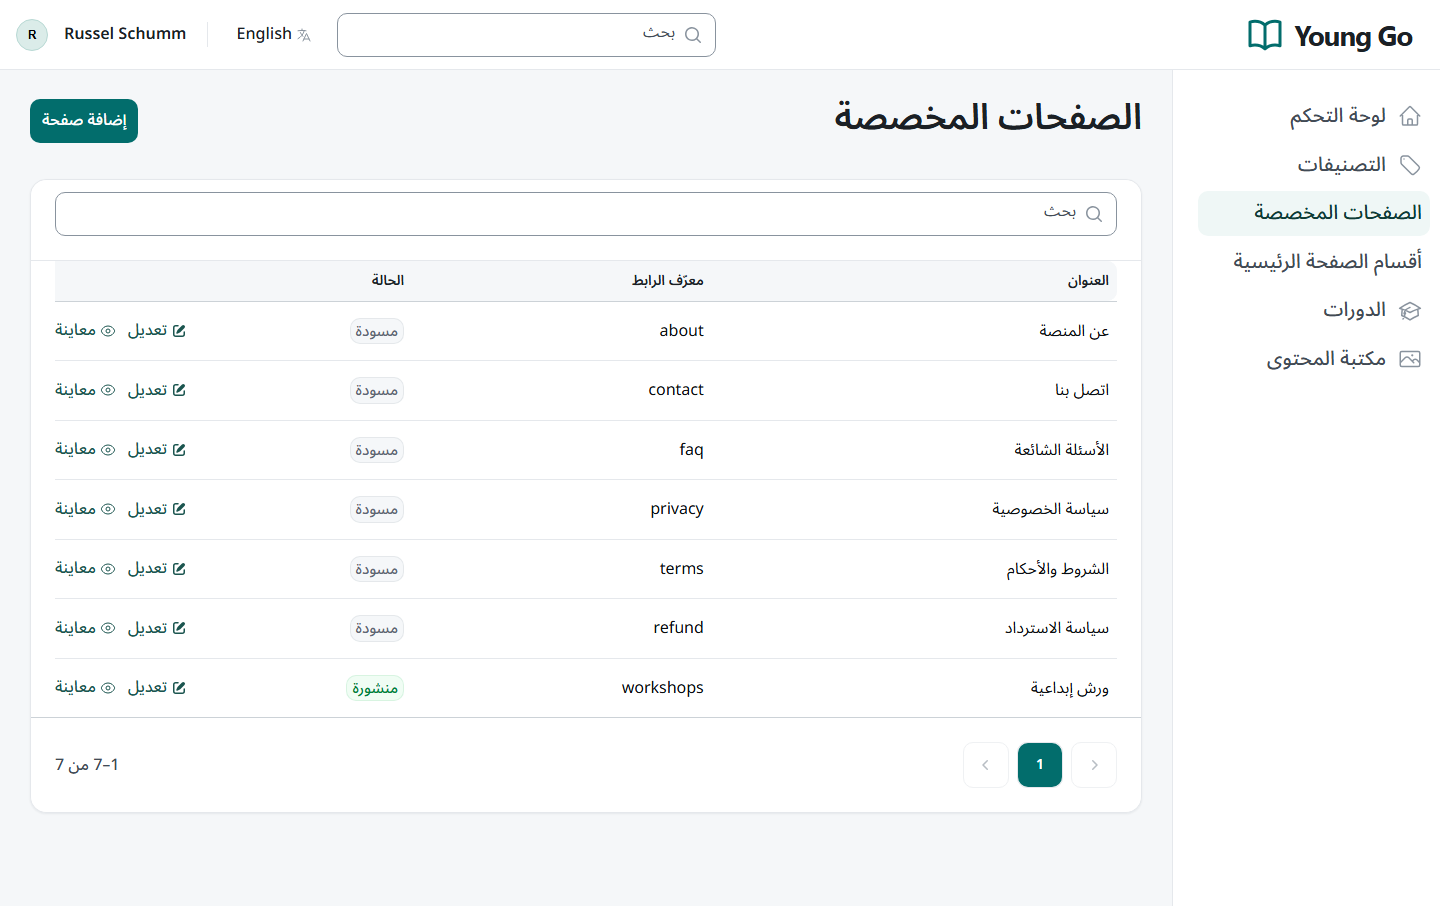 Young Go
بحث
English
Russel Schumm
R
لوحة التحكم
التصنيفات
الصفحات المخصصة
أقسام الصفحة الرئيسية
الدورات
مكتبة المحتوى
الصفحات المخصصة
إضافة صفحة
بحث
العنوان معرّف الرابط الحالة
عن المنصة about مسودة تعديل معاينة
اتصل بنا contact مسودة تعديل معاينة
الأسئلة الشائعة faq مسودة تعديل معاينة
سياسة الخصوصية privacy مسودة تعديل معاينة
الشروط والأحكام terms مسودة تعديل معاينة
سياسة الاسترداد refund مسودة تعديل معاينة
ورش إبداعية workshops منشورة تعديل معاينة
1
1–7 من 7